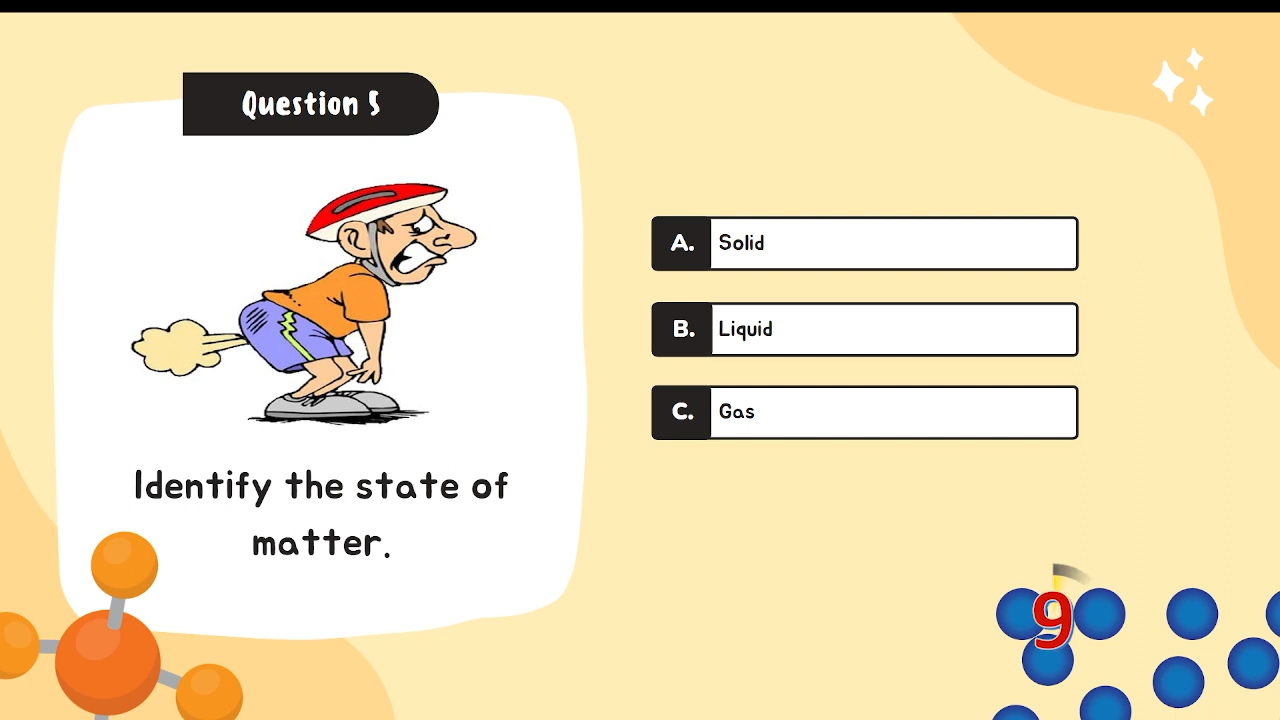 Question 5
Identify the state of
matter.
A. Solid
B. Liquid
C. Gas
9